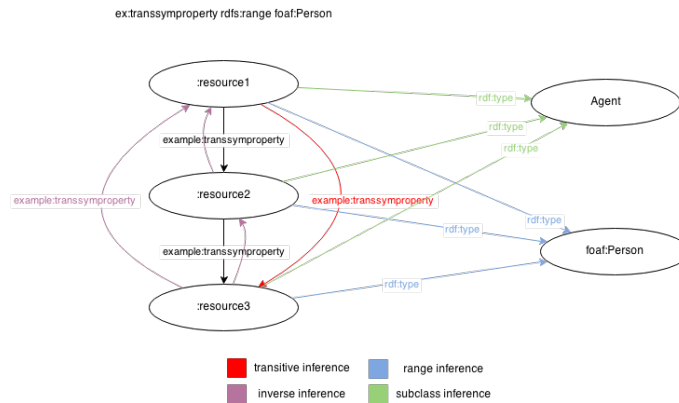 ex:transsymproperty rdfs:range foaf:Person
:resource1
rdf:type
Agent
rdf:type
example:transsymproperty
rdf:type
example:transsymproperty
:resource2
example:transsymproperty
rdf:type
rdf:type
example:transsymproperty
foaf:Person
rdf:type
:resource3
transitive inference
range inference
inverse inference
subclass inference